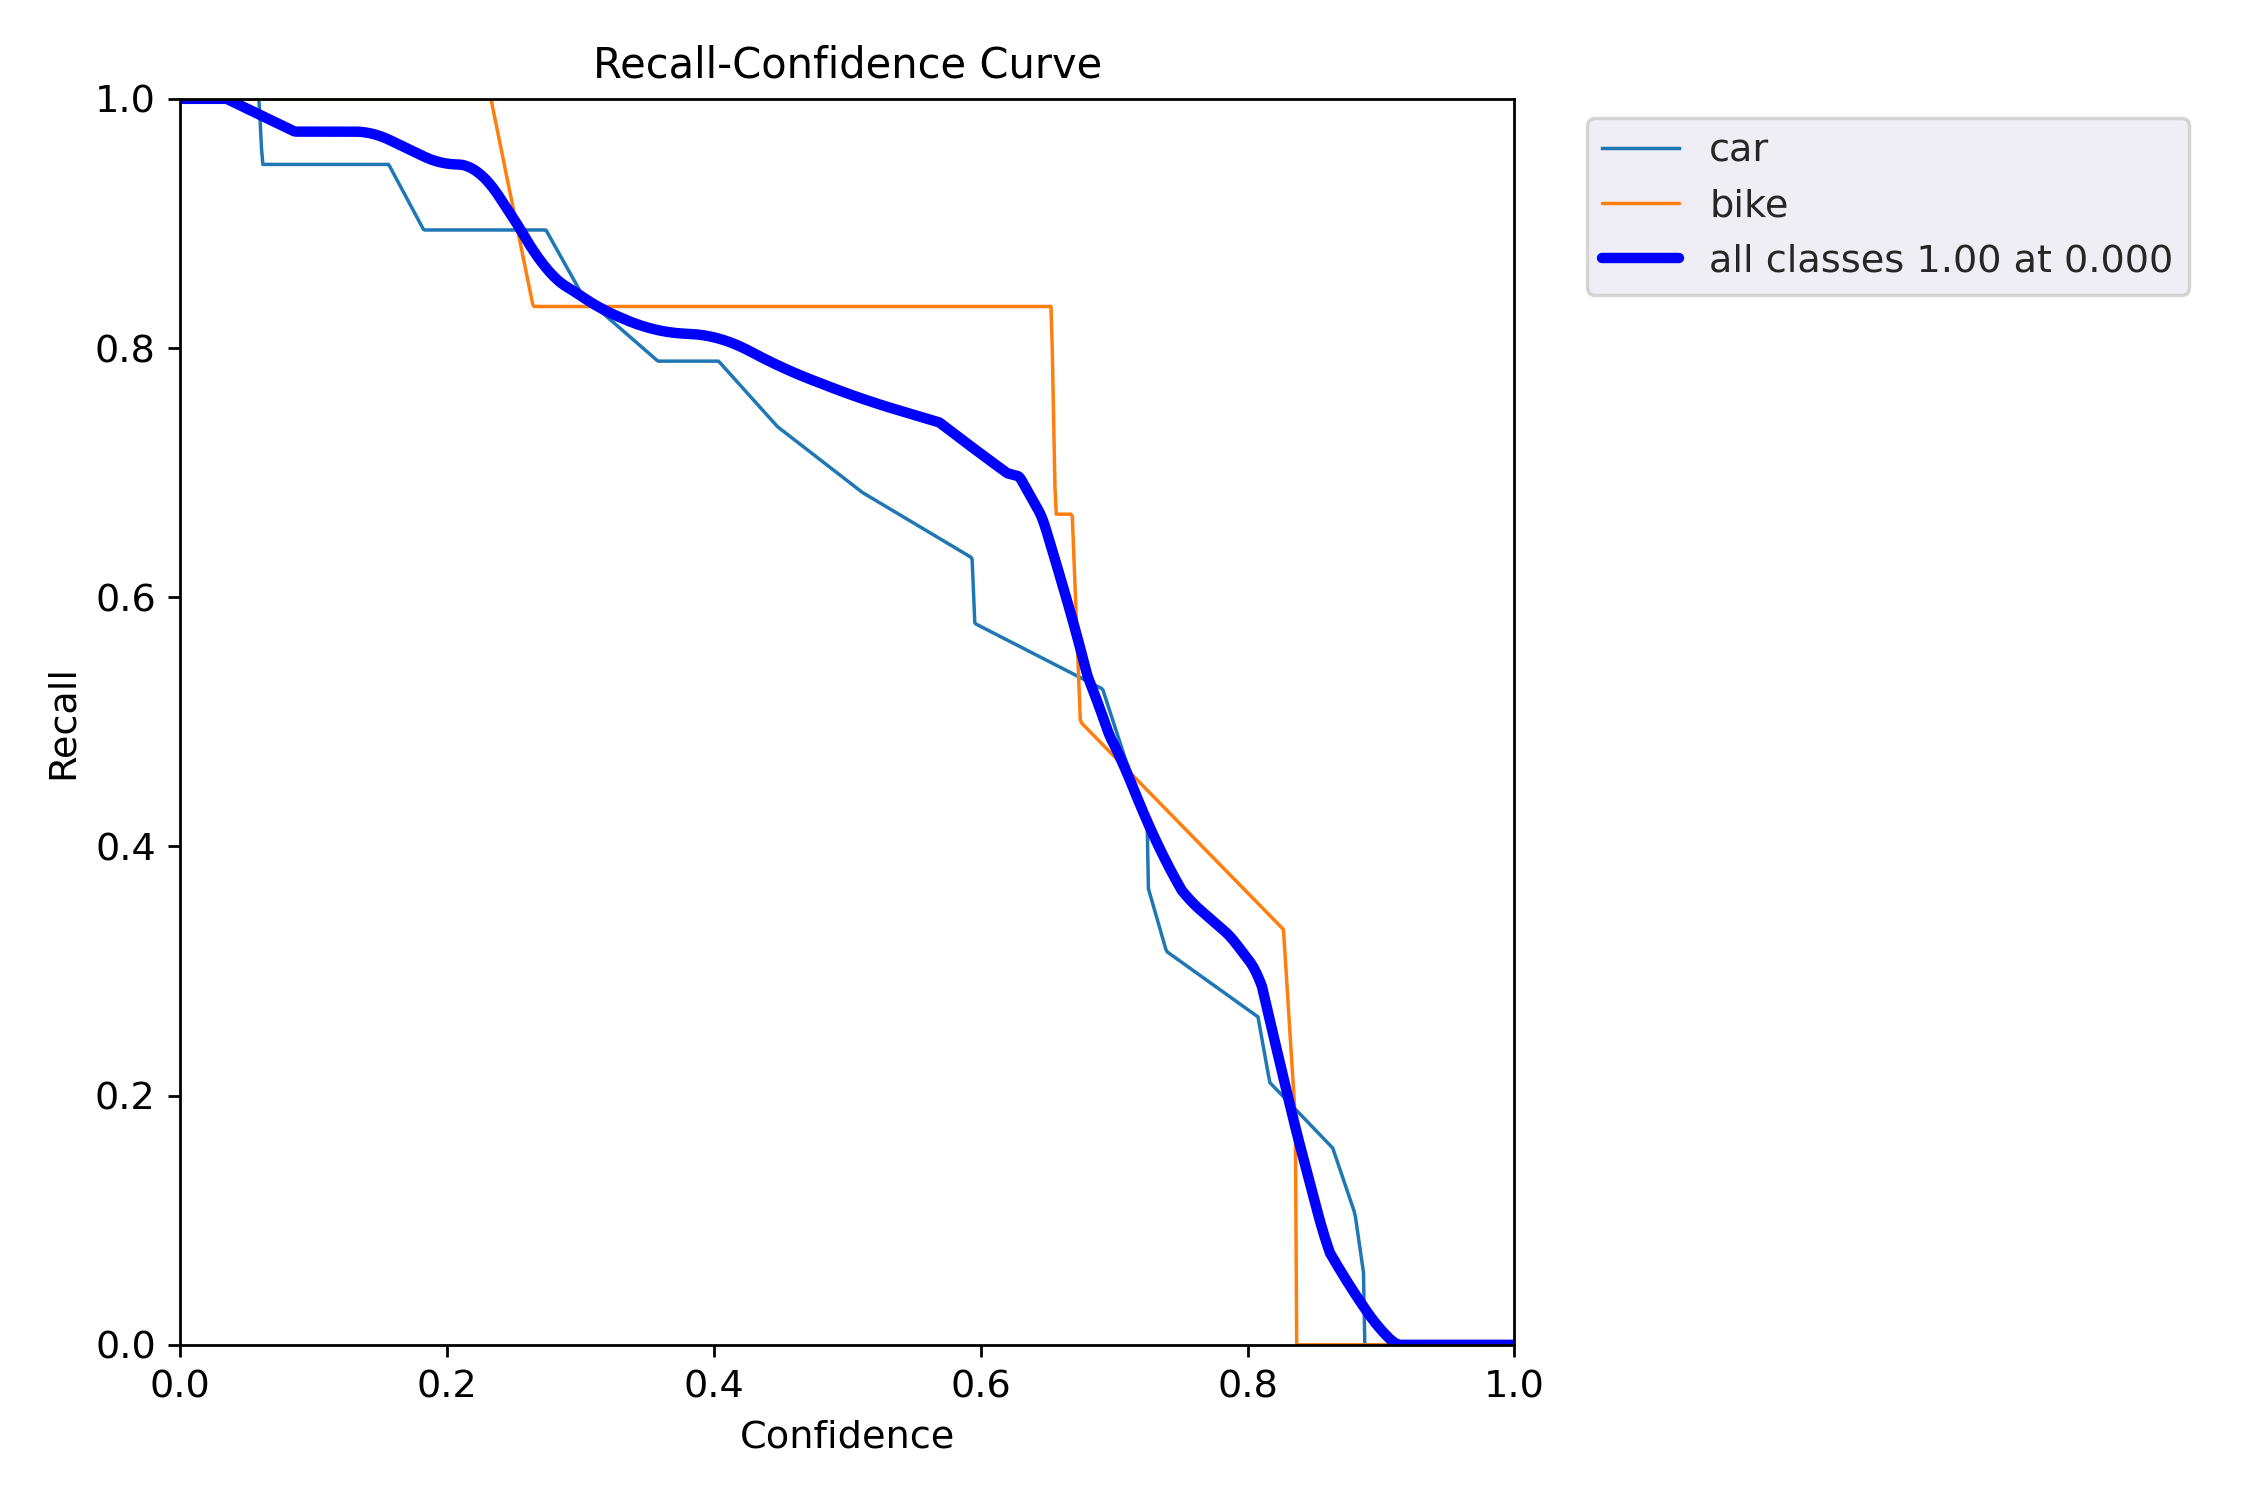 Recall-Confidence Curve
1.0
0.8
0.6
0.4
0.2
0.0
Recall
0.0 0.2 0.4 0.6 0.8 1.0
Confidence
car
bike
all classes 1.00 at 0.000